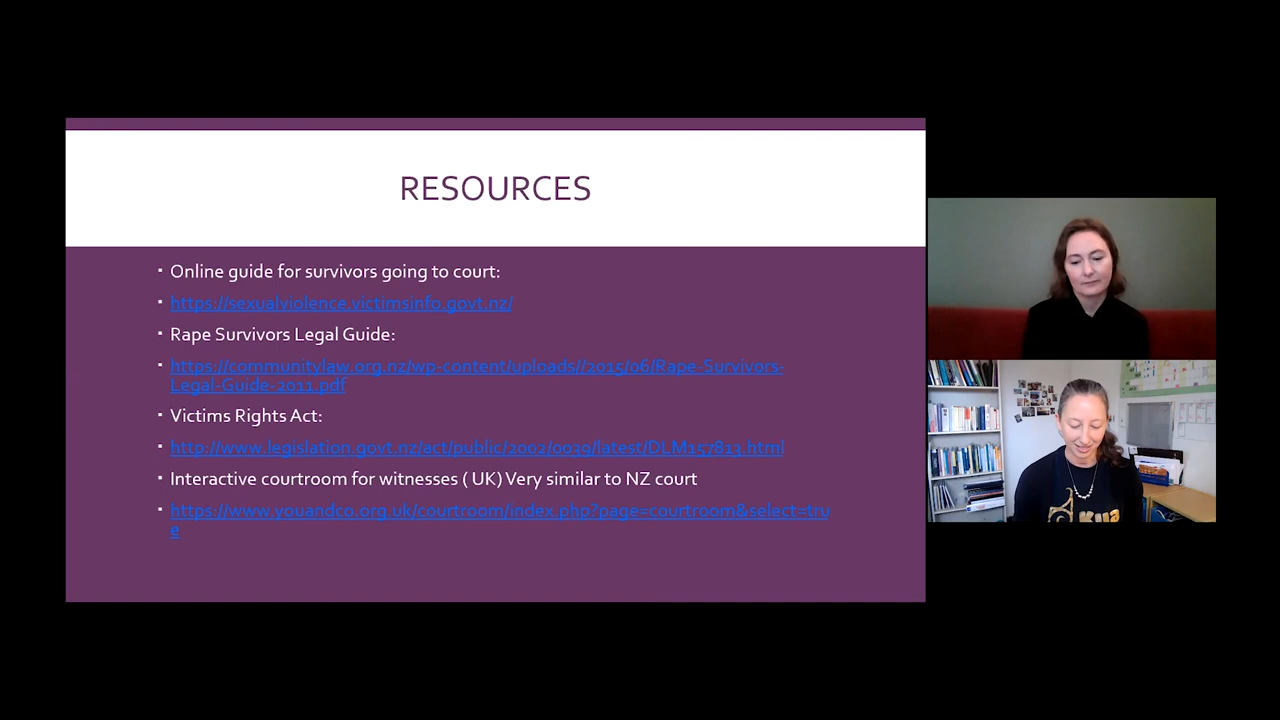 RESOURCES
Online guide for survivors going to court:
https://sexualviolence.victimsinfo.govt.nz/
Rape Survivors Legal Guide:
https://communitylaw.org.nz/wp-content/uploads//2015/06/Rape-Survivors-
Legal-Guide-2011.pdf
Victims Rights Act:
http://www.legislation.govt.nz/act/public/2002/0039/latest/DLM157813.html
Interactive courtroom for witnesses ( UK) Very similar to NZ court
https://www.youandco.org.uk/courtroom/index.php?page=courtroom&select=tru
e